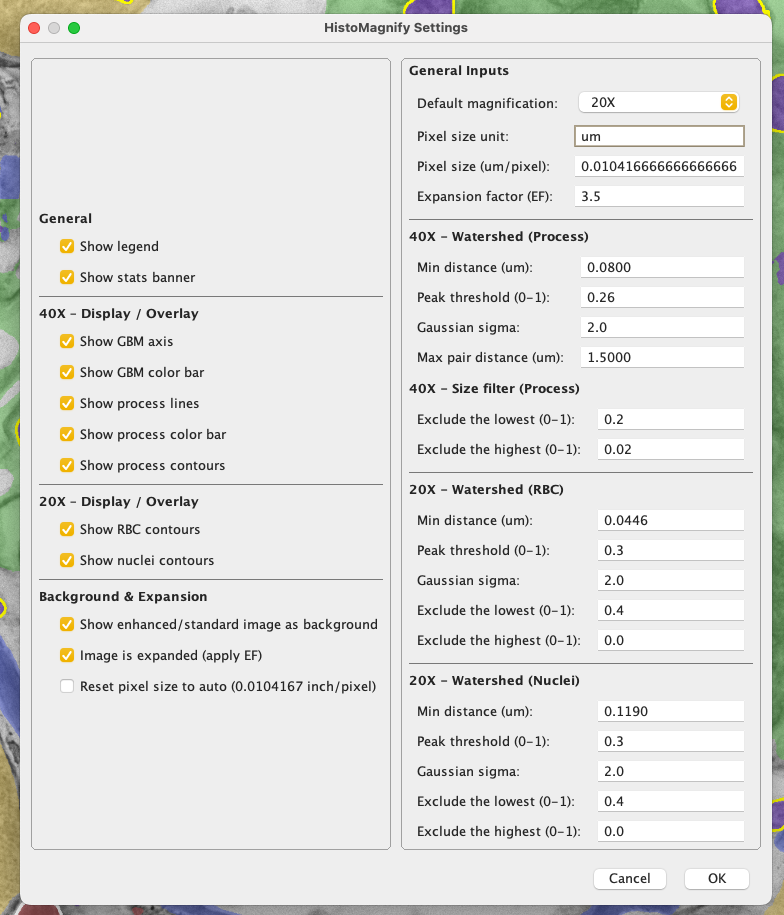 HistoMagnify Settings
General
Show legend
Show stats banner
40X – Display / Overlay
Show GBM axis
Show GBM color bar
Show process lines
Show process color bar
Show process contours
20X – Display / Overlay
Show RBC contours
Show nuclei contours
Background & Expansion
Show enhanced/standard image as background
Image is expanded (apply EF)
Reset pixel size to auto (0.0104167 inch/pixel)
General Inputs
Default magnification: 20X
Pixel size unit: um
Pixel size (um/pixel): 0.010416666666666666
Expansion factor (EF): 3.5
40X – Watershed (Process)
Min distance (um): 0.0800
Peak threshold (0–1): 0.26
Gaussian sigma: 2.0
Max pair distance (um): 1.5000
40X – Size filter (Process)
Exclude the lowest (0–1): 0.2
Exclude the highest (0–1): 0.02
20X – Watershed (RBC)
Min distance (um): 0.0446
Peak threshold (0–1): 0.3
Gaussian sigma: 2.0
Exclude the lowest (0–1): 0.4
Exclude the highest (0–1): 0.0
20X – Watershed (Nuclei)
Min distance (um): 0.1190
Peak threshold (0–1): 0.3
Gaussian sigma: 2.0
Exclude the lowest (0–1): 0.4
Exclude the highest (0–1): 0.0
Cancel OK